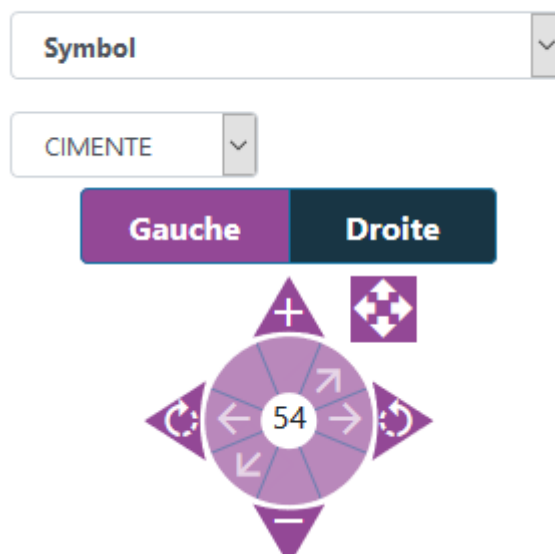 Symbol
CIMENTE
Gauche Droite
+
54
−